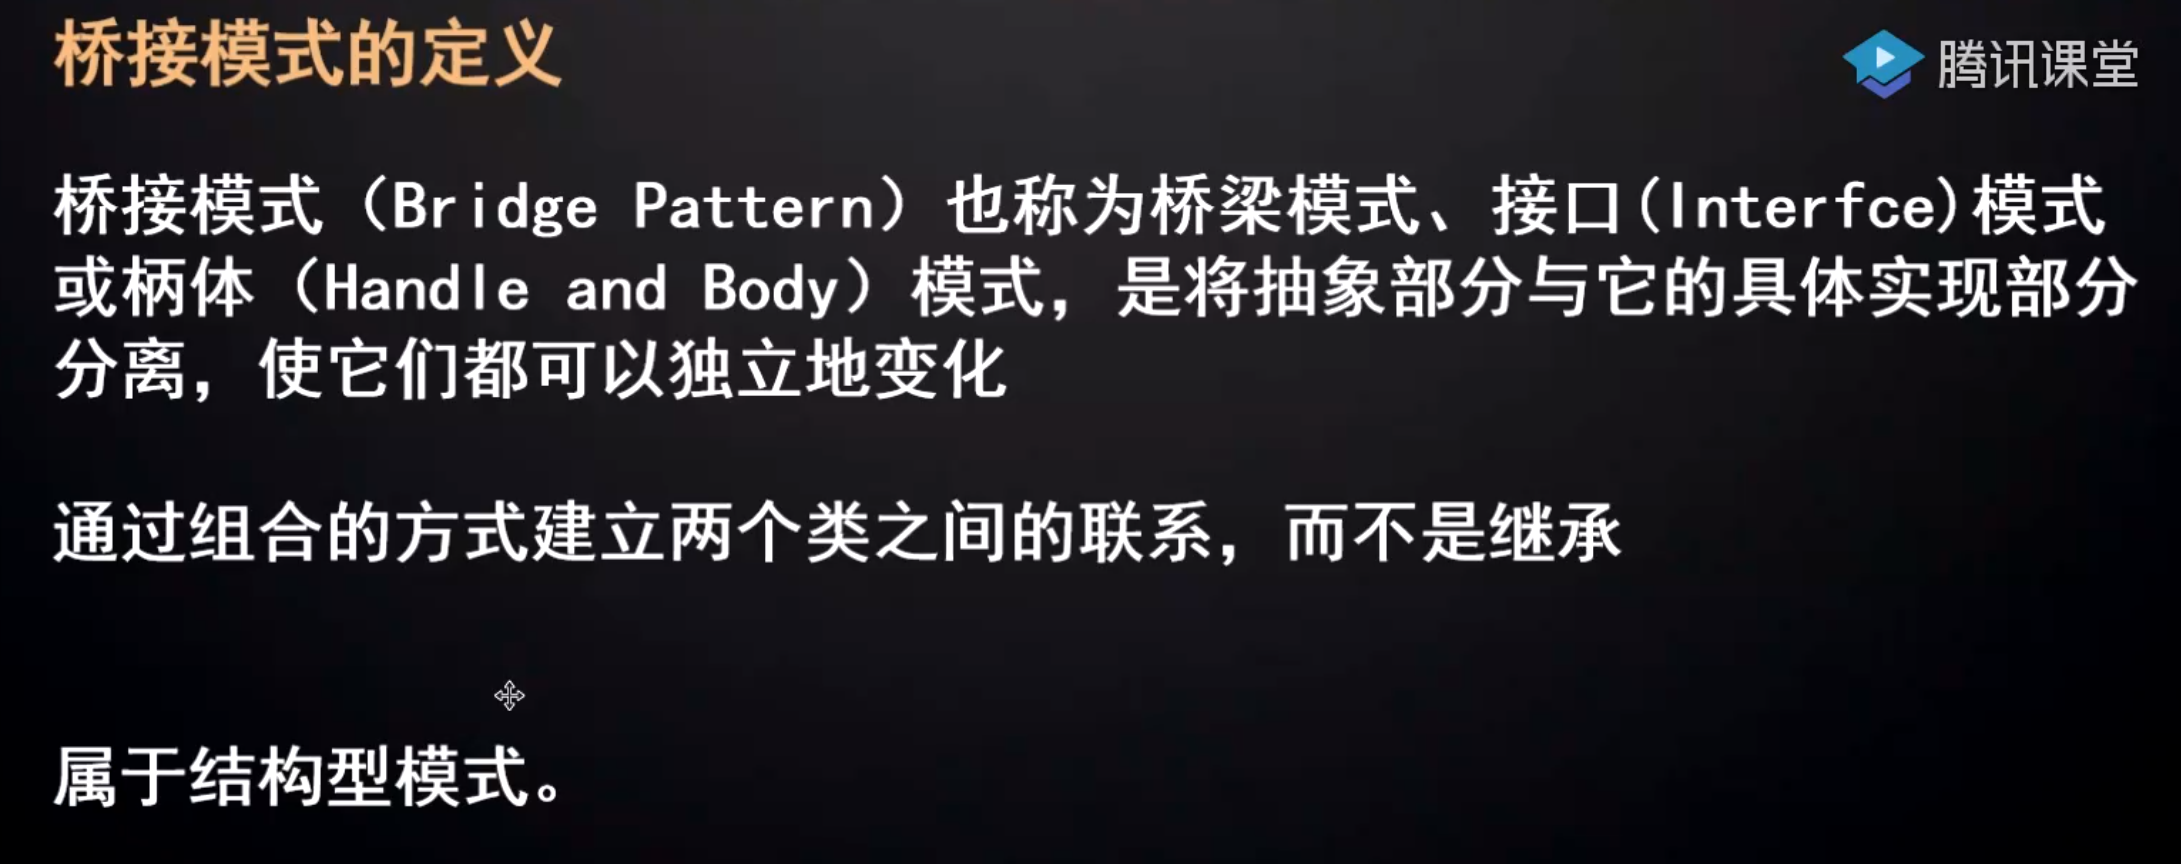 桥接模式的定义
腾讯课堂
桥接模式（Bridge Pattern）也称为桥梁模式、接口(Interfce)模式
或柄体（Handle and Body）模式，是将抽象部分与它的具体实现部分
分离，使它们都可以独立地变化
通过组合的方式建立两个类之间的联系，而不是继承
属于结构型模式。